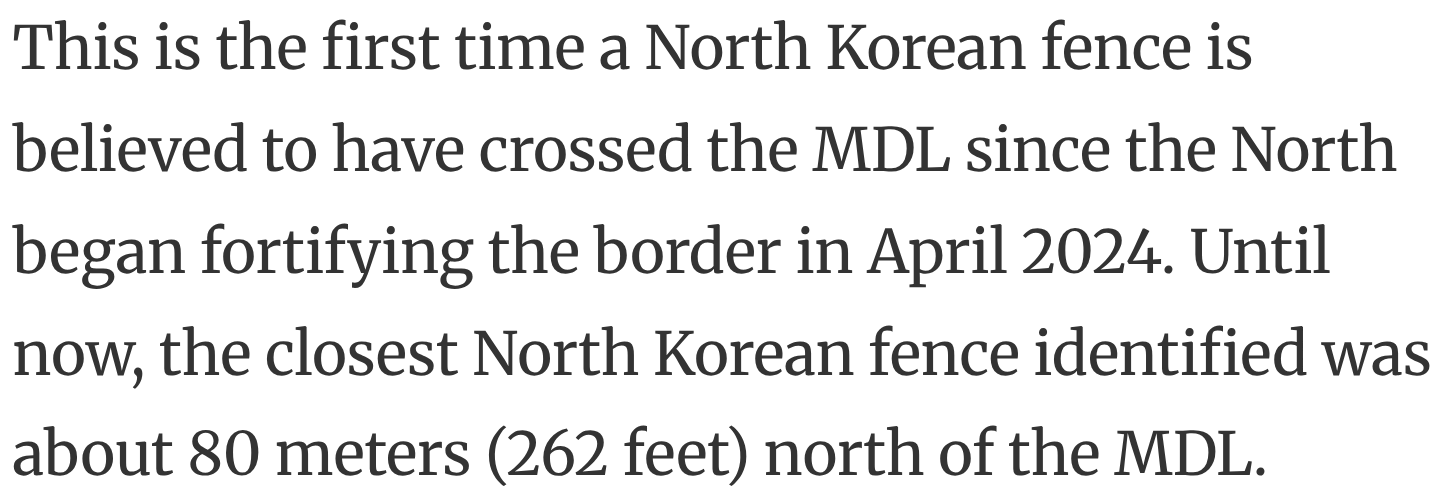 This is the first time a North Korean fence is
believed to have crossed the MDL since the North
began fortifying the border in April 2024. Until
now, the closest North Korean fence identified was
about 80 meters (262 feet) north of the MDL.